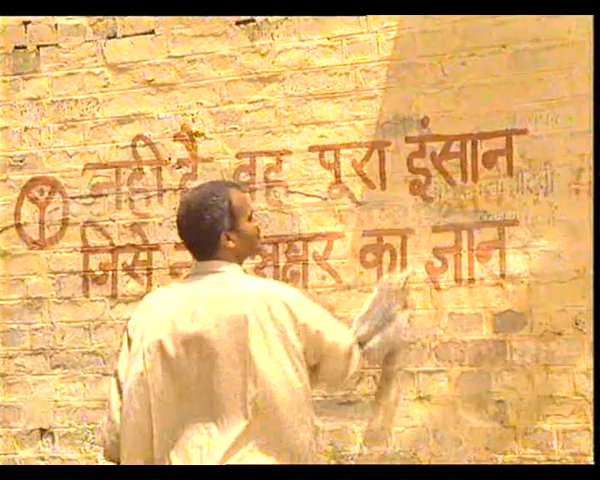 नही है वह पूरा इंसान
जिसे अक्षर का ज्ञान